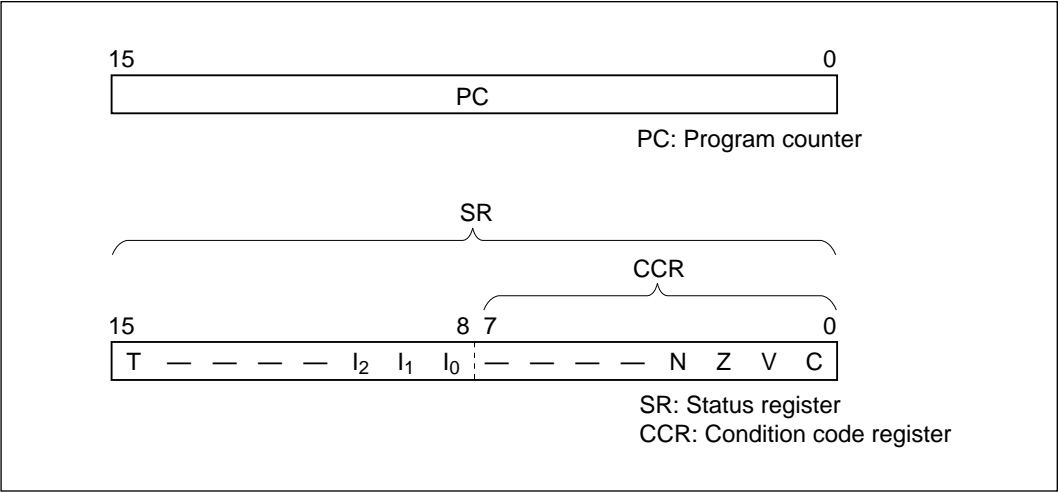 15 0
PC
PC: Program counter
SR
CCR
15 8 7 0
T — — — — I₂ I₁ I₀ — — — — N Z V C
SR: Status register
CCR: Condition code register